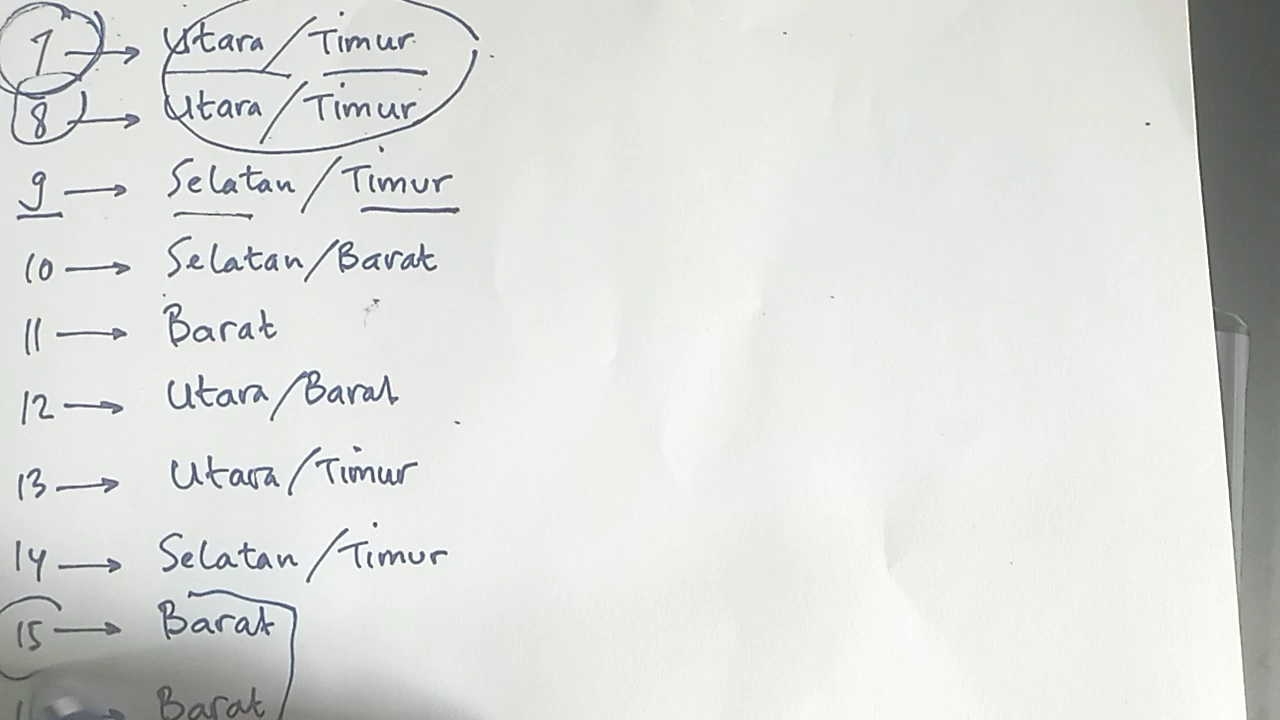 7 → Utara / Timur
8 → Utara / Timur
9 → Selatan / Timur
10 → Selatan / Barat
11 → Barat
12 → Utara / Barat
13 → Utara / Timur
14 → Selatan / Timur
15 → Barat
→ Barat